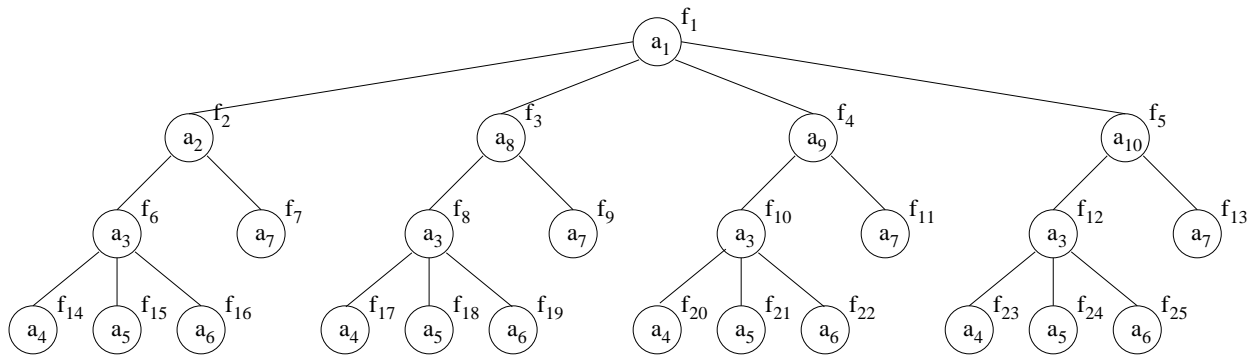 f1
a1
f2 f3 f4 f5
a2 a8 a9 a10
f6 f7 f8 f9 f10 f11 f12 f13
a3 a7 a3 a7 a3 a7 a3 a7
f14 f15 f16 f17 f18 f19 f20 f21 f22 f23 f24 f25
a4 a5 a6 a4 a5 a6 a4 a5 a6 a4 a5 a6